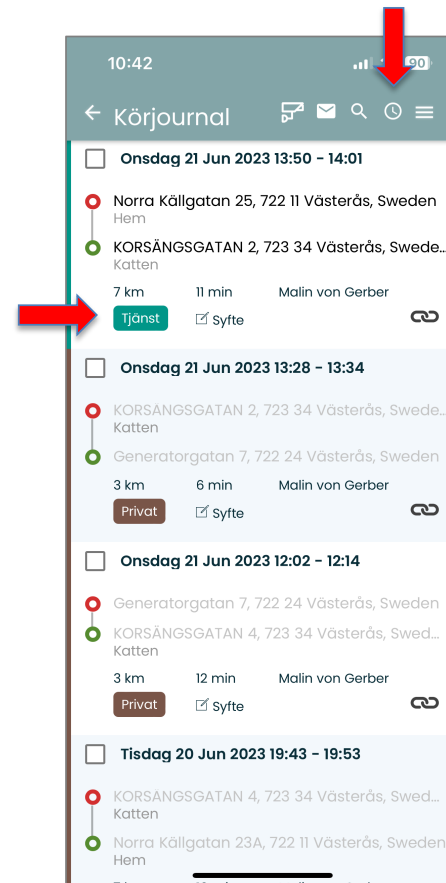 10:42
90
Körjournal
Onsdag 21 Jun 2023 13:50 - 14:01
Norra Källgatan 25, 722 11 Västerås, Sweden
Hem
KORSÄNGSGATAN 2, 723 34 Västerås, Swede...
Katten
7 km 11 min Malin von Gerber
Tjänst Syfte
Onsdag 21 Jun 2023 13:28 - 13:34
KORSÄNGSGATAN 2, 723 34 Västerås, Swede...
Katten
Generatorgatan 7, 722 24 Västerås, Sweden
3 km 6 min Malin von Gerber
Privat Syfte
Onsdag 21 Jun 2023 12:02 - 12:14
Generatorgatan 7, 722 24 Västerås, Sweden
KORSÄNGSGATAN 4, 723 34 Västerås, Swed...
Katten
3 km 12 min Malin von Gerber
Privat Syfte
Tisdag 20 Jun 2023 19:43 - 19:53
KORSÄNGSGATAN 4, 723 34 Västerås, Swed...
Katten
Norra Källgatan 23A, 722 11 Västerås, Sweden
Hem